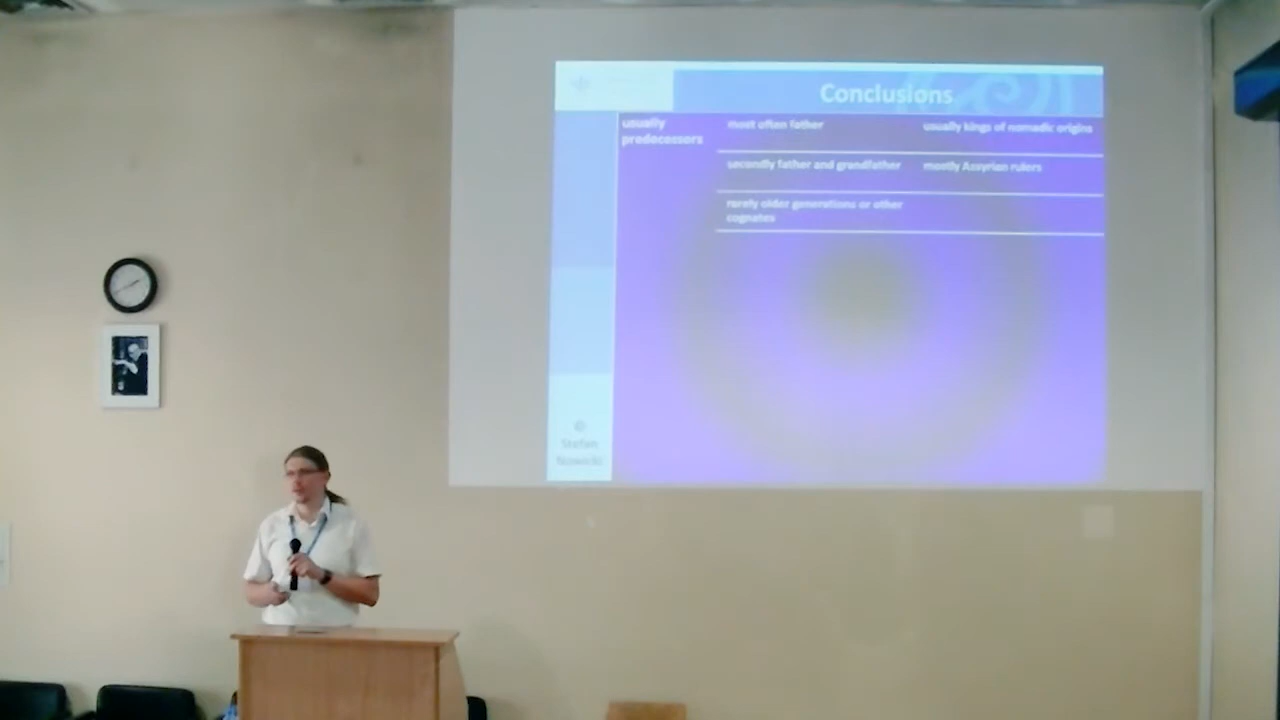 Conclusions
usually
predecessors
most often father
usually kings of nomadic origins
secondly father and grandfather
mostly Assyrian rulers
rarely older generations or other
cognates
©
Stefan
Nowicki